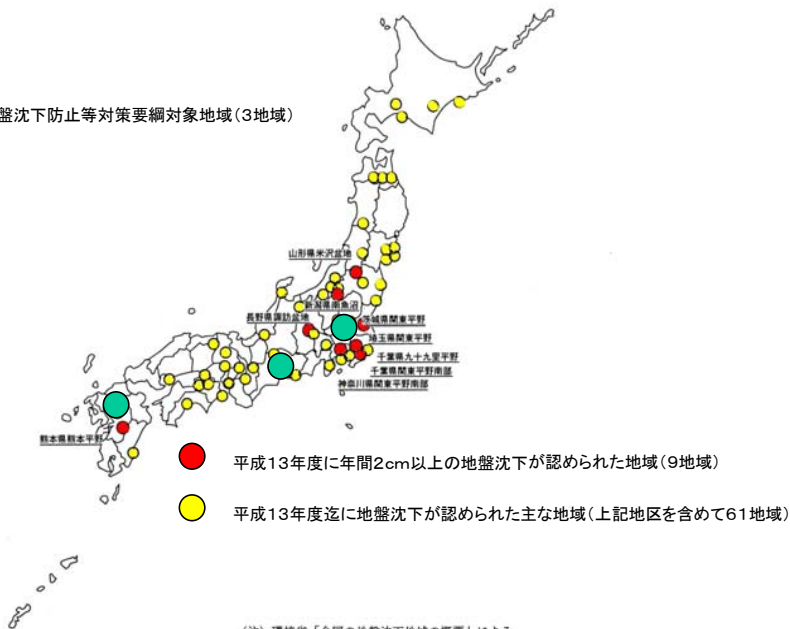 盤沈下防止等対策要綱対象地域(3地域)
山形県米沢盆地
新潟県南魚沼
長野県諏訪盆地
茨城県関東平野
埼玉県関東平野
千葉県九十九里平野
千葉県関東平野南部
神奈川県関東平野南部
熊本県熊本平野
平成13年度に年間2cm以上の地盤沈下が認められた地域(9地域)
平成13年度迄に地盤沈下が認められた主な地域(上記地区を含めて61地域)